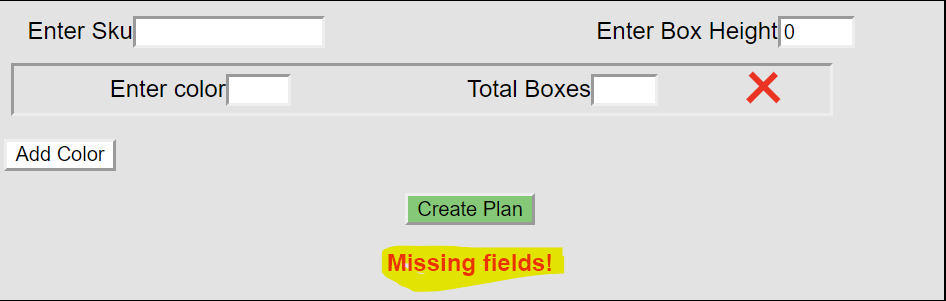 Enter Sku Enter Box Height 0
Enter color Total Boxes
Add Color
Create Plan
Missing fields!